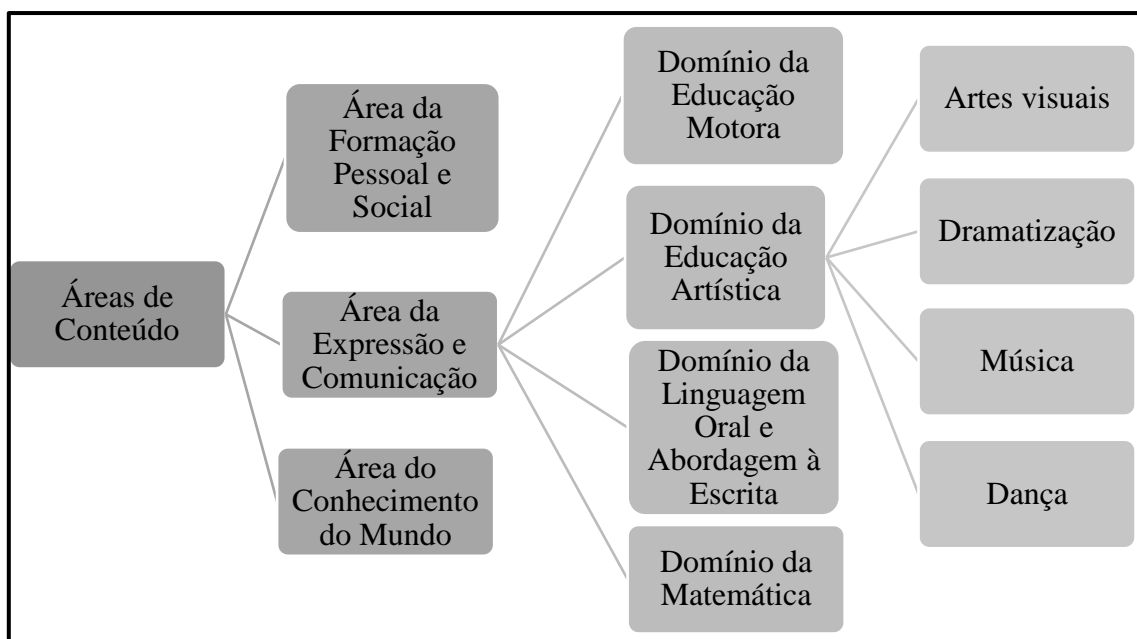 Áreas de
Conteúdo
Área da
Formação
Pessoal e
Social
Área da
Expressão e
Comunicação
Área do
Conhecimento
do Mundo
Domínio da
Educação
Motora
Domínio da
Educação
Artística
Domínio da
Linguagem
Oral e
Abordagem à
Escrita
Domínio da
Matemática
Artes visuais
Dramatização
Música
Dança